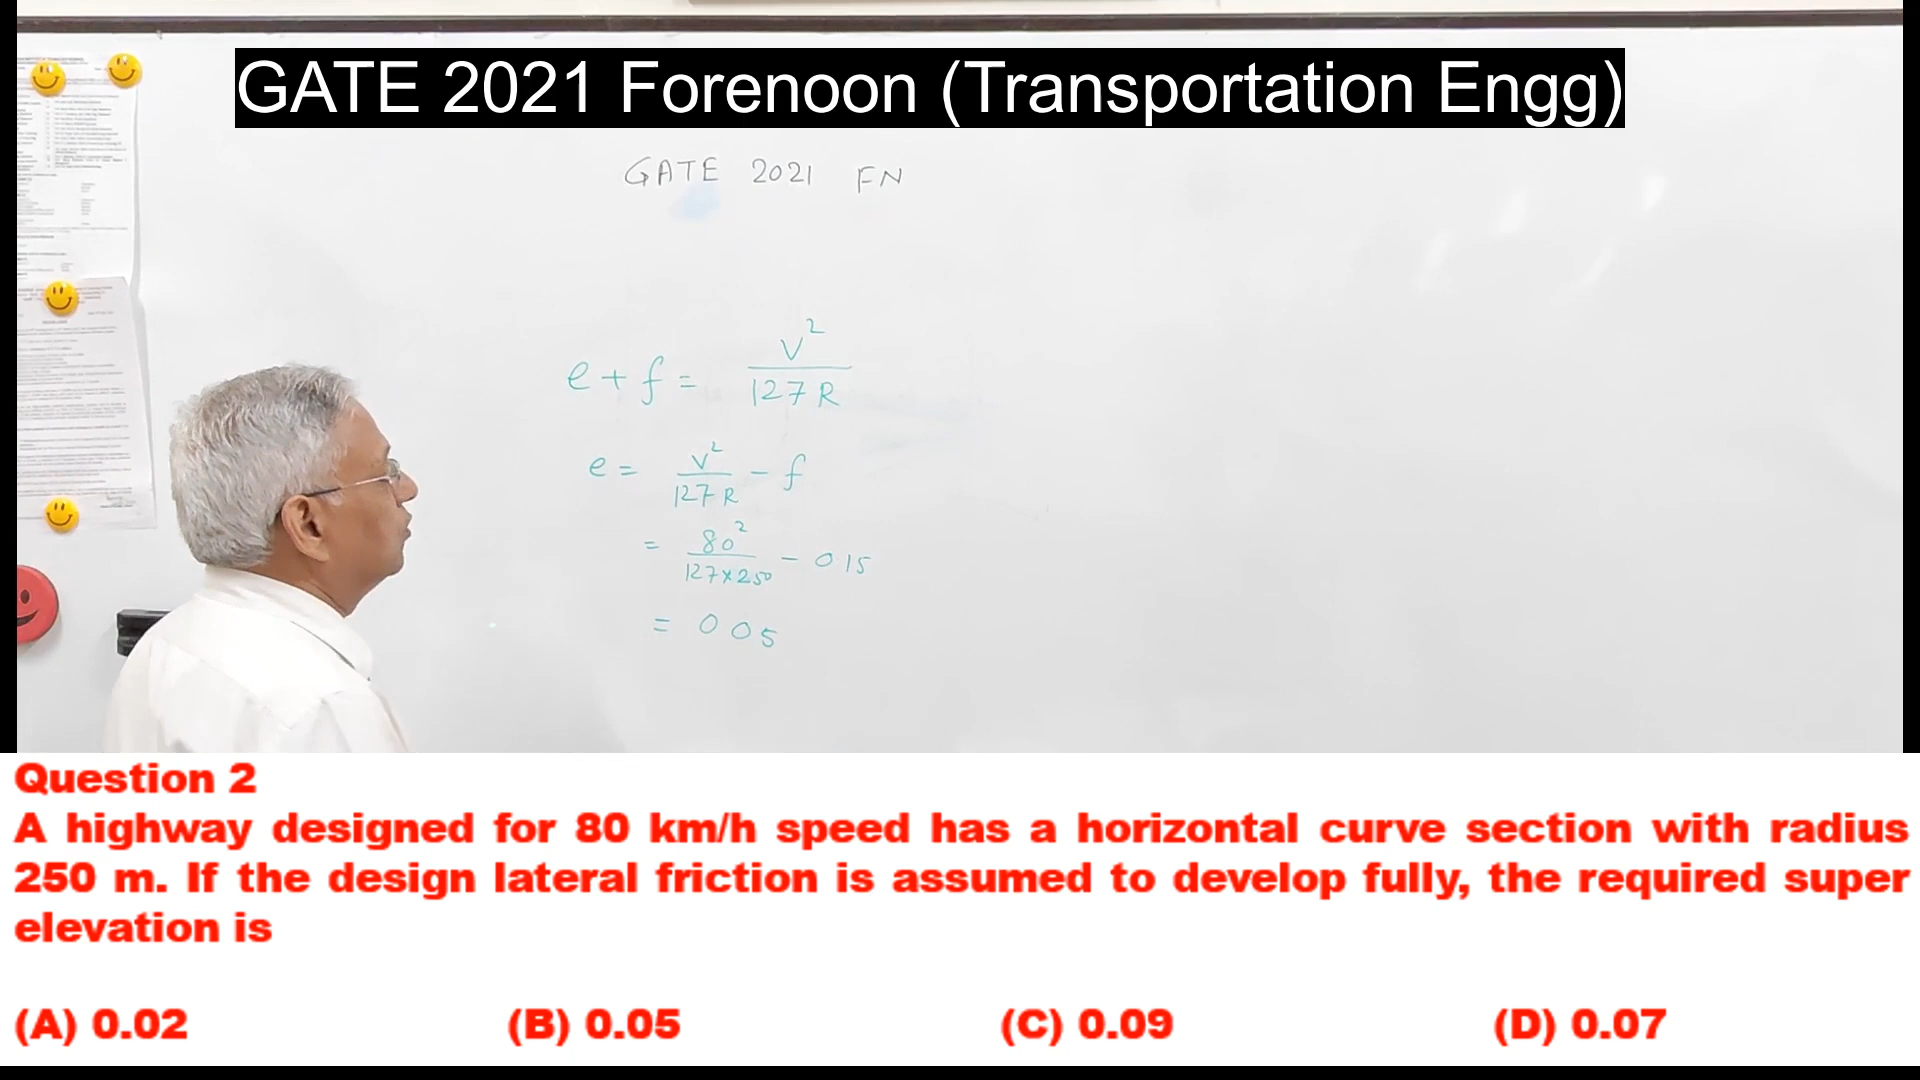 GATE 2021 Forenoon (Transportation Engg)
GATE 2021 FN
e + f = V² / 127 R
e = V² / 127 R - f
= 80² / 127 x 250 - 0 15
= 0 05
Question 2
A highway designed for 80 km/h speed has a horizontal curve section with radius
250 m. If the design lateral friction is assumed to develop fully, the required super
elevation is
(A) 0.02 (B) 0.05 (C) 0.09 (D) 0.07